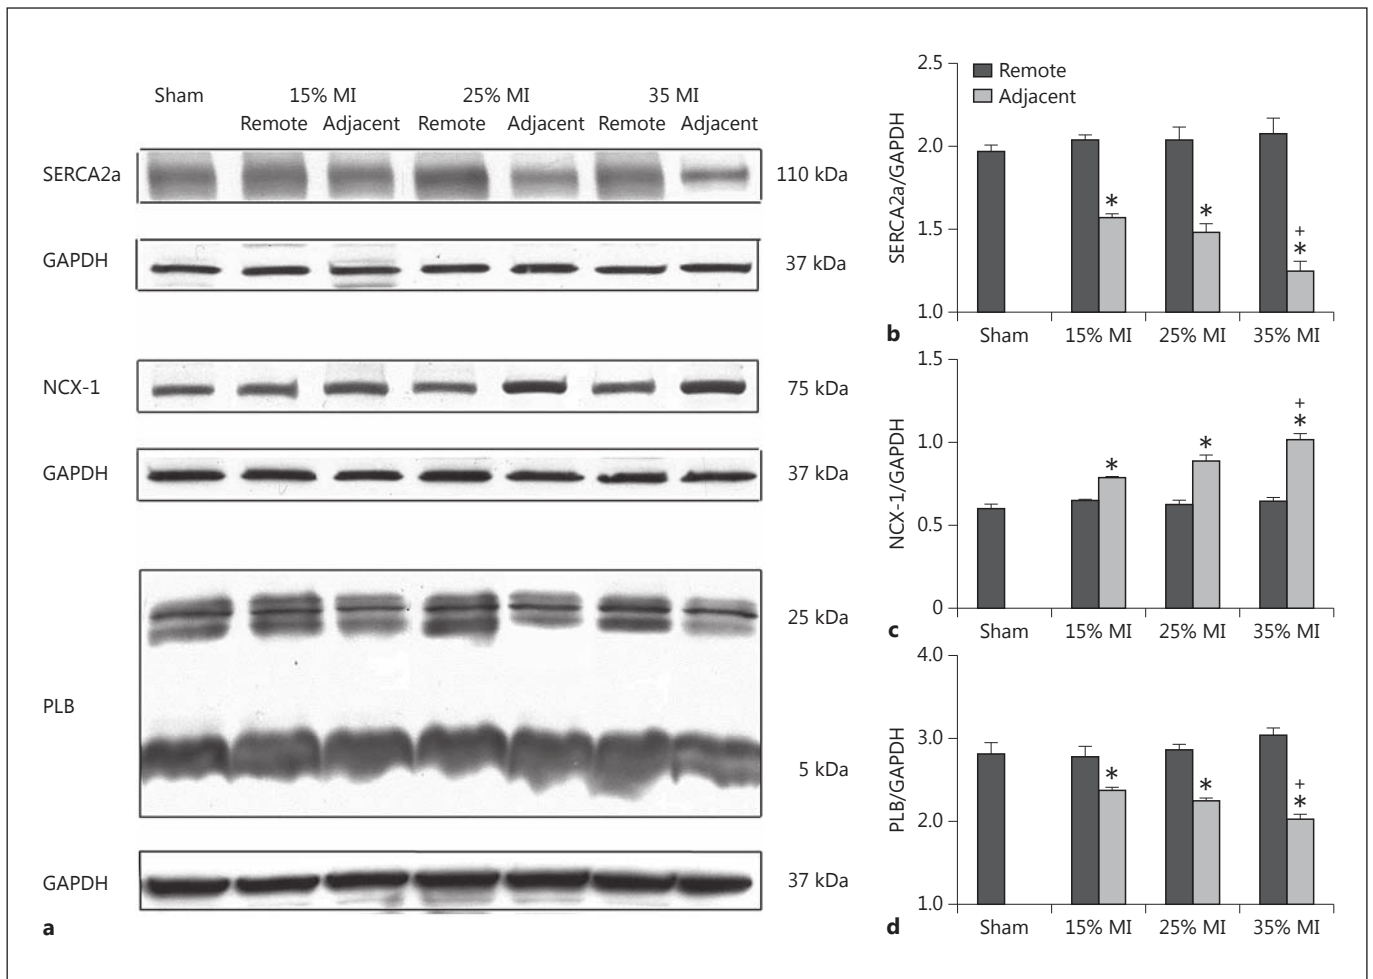 Sham 15% MI 25% MI 35 MI
Remote Adjacent Remote Adjacent Remote Adjacent
SERCA2a 110 kDa
GAPDH 37 kDa
NCX-1 75 kDa
GAPDH 37 kDa
25 kDa
PLB
5 kDa
GAPDH 37 kDa
a
2.5
Remote
Adjacent
2.0
SERCA2a/GAPDH
*
*
+
*
1.5
1.0
b
Sham 15% MI 25% MI 35% MI
1.5
+
*
*
*
1.0
NCX-1/GAPDH
0.5
0
c
Sham 15% MI 25% MI 35% MI
4.0
3.0
PLB/GAPDH
*
*
+
*
2.0
1.0
d
Sham 15% MI 25% MI 35% MI